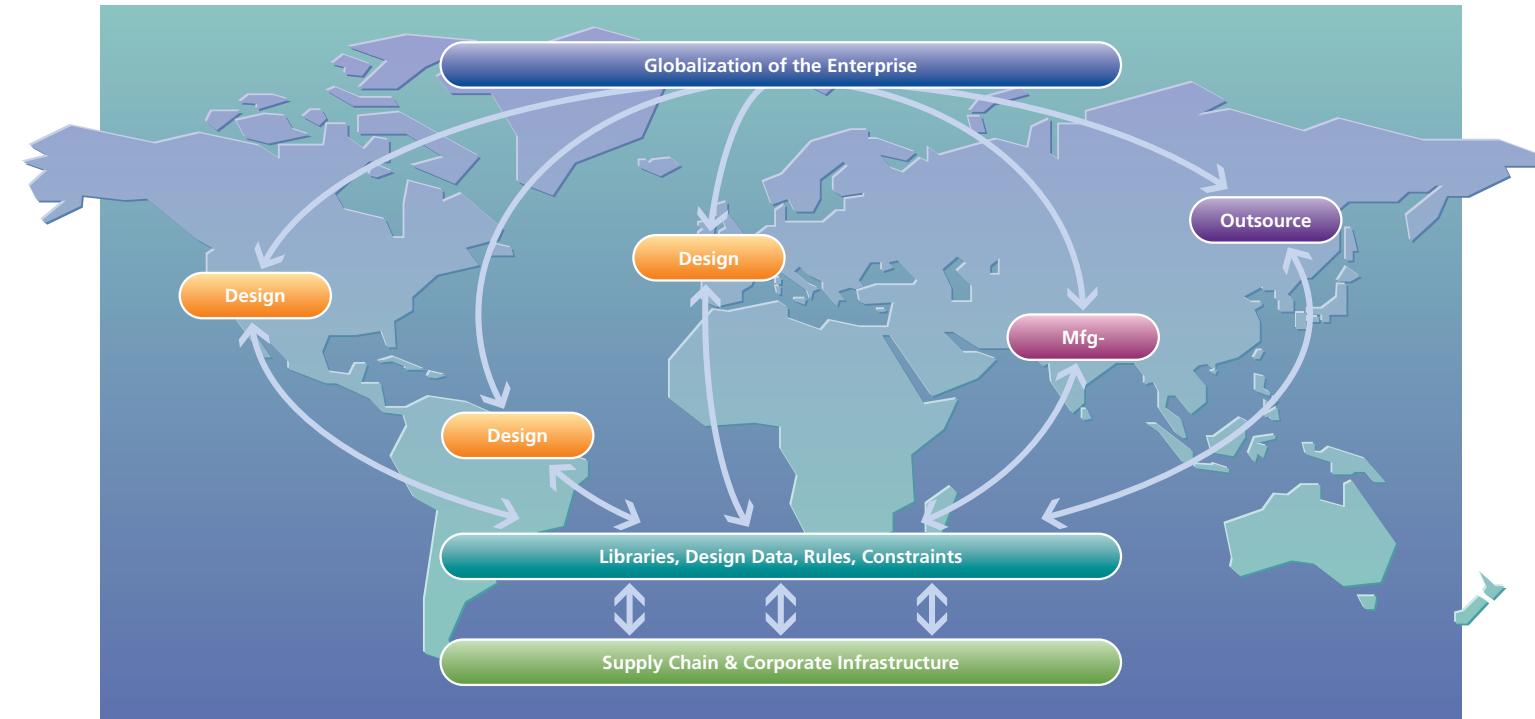 Globalization of the Enterprise
Outsource
Design
Design
Mfg-
Design
Libraries, Design Data, Rules, Constraints
Supply Chain & Corporate Infrastructure